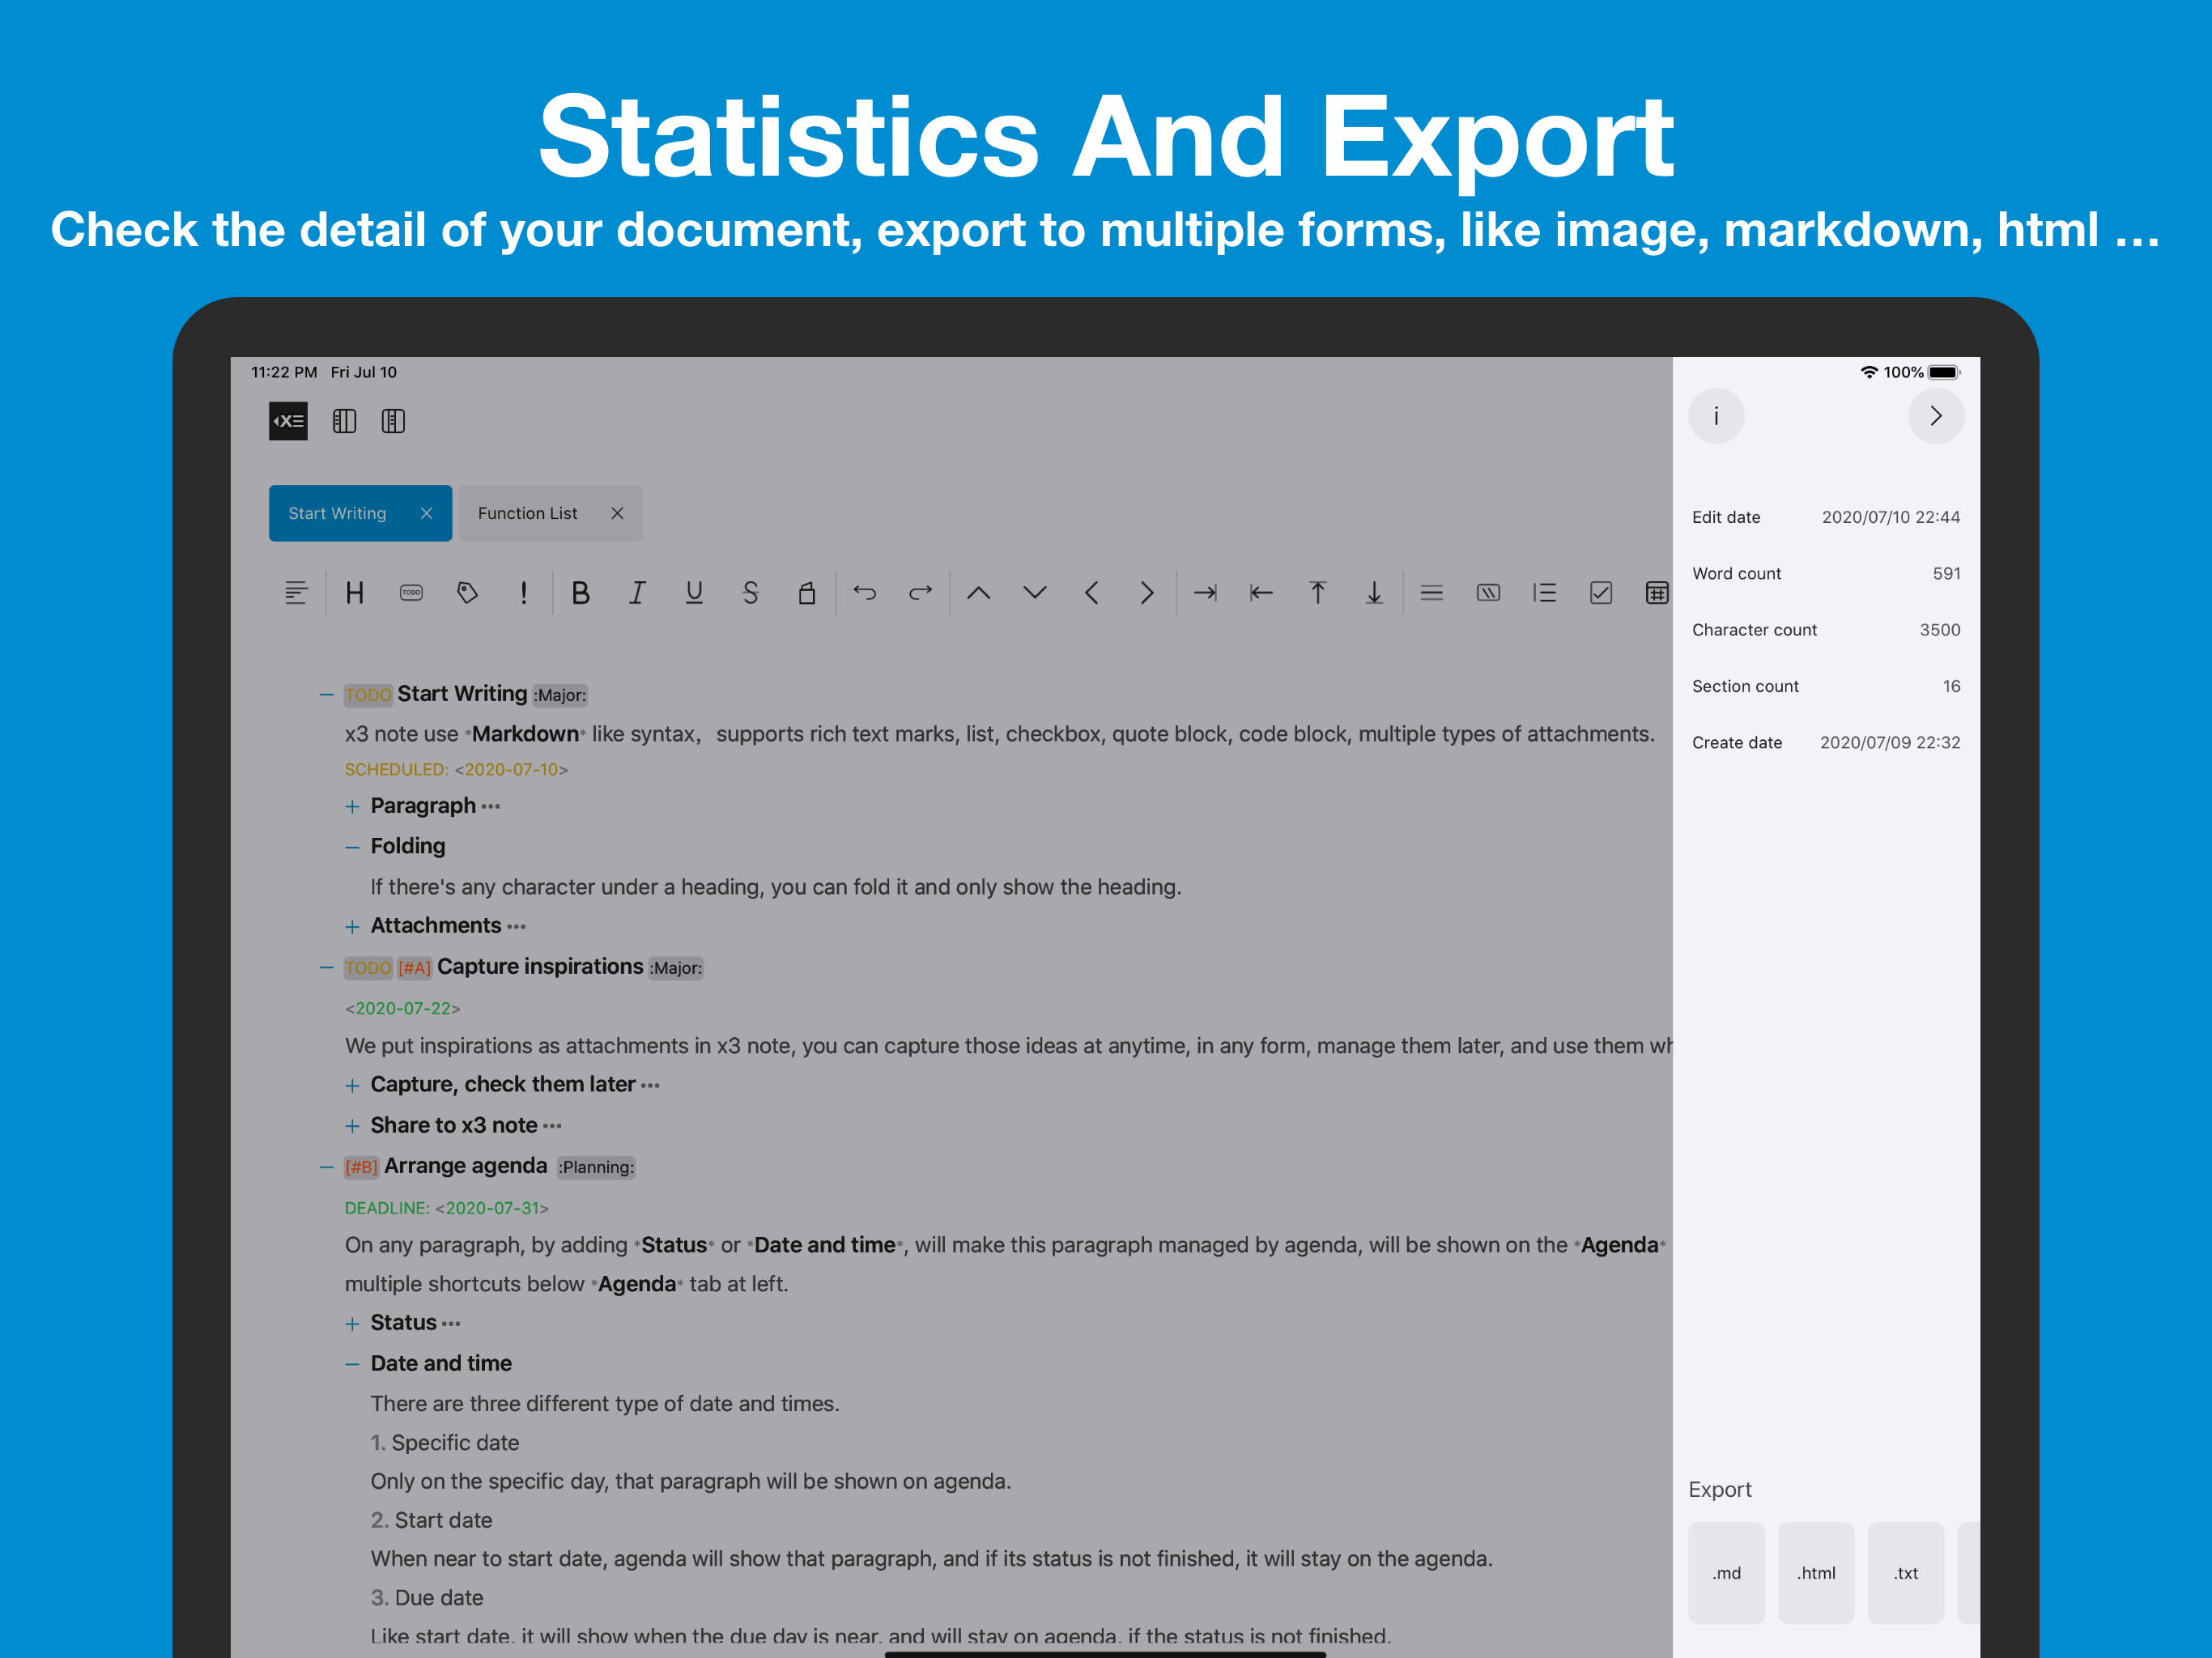 Statistics And Export
Check the detail of your document, export to multiple forms, like image, markdown, html ...
11:22 PM Fri Jul 10
100%
i
Start Writing
Function List
H TODO ! B I U S
TODO Start Writing :Major:
x3 note use *Markdown* like syntax, supports rich text marks, list, checkbox, quote block, code block, multiple types of attachments.
SCHEDULED: <2020-07-10>
+ Paragraph •••
– Folding
If there's any character under a heading, you can fold it and only show the heading.
+ Attachments •••
– TODO [#A] Capture inspirations :Major:
<2020-07-22>
We put inspirations as attachments in x3 note, you can capture those ideas at anytime, in any form, manage them later, and use them
+ Capture, check them later •••
+ Share to x3 note •••
– [#B] Arrange agenda :Planning:
DEADLINE: <2020-07-31>
On any paragraph, by adding *Status* or *Date and time*, will make this paragraph managed by agenda, will be shown on the *Agenda*
multiple shortcuts below *Agenda* tab at left.
+ Status •••
– Date and time
There are three different type of date and times.
1. Specific date
Only on the specific day, that paragraph will be shown on agenda.
2. Start date
When near to start date, agenda will show that paragraph, and if its status is not finished, it will stay on the agenda.
3. Due date
Like start date, it will show when the due day is near, and will stay on agenda, if the status is not finished.
Edit date 2020/07/10 22:44
Word count 591
Character count 3500
Section count 16
Create date 2020/07/09 22:32
Export
.md .html .txt